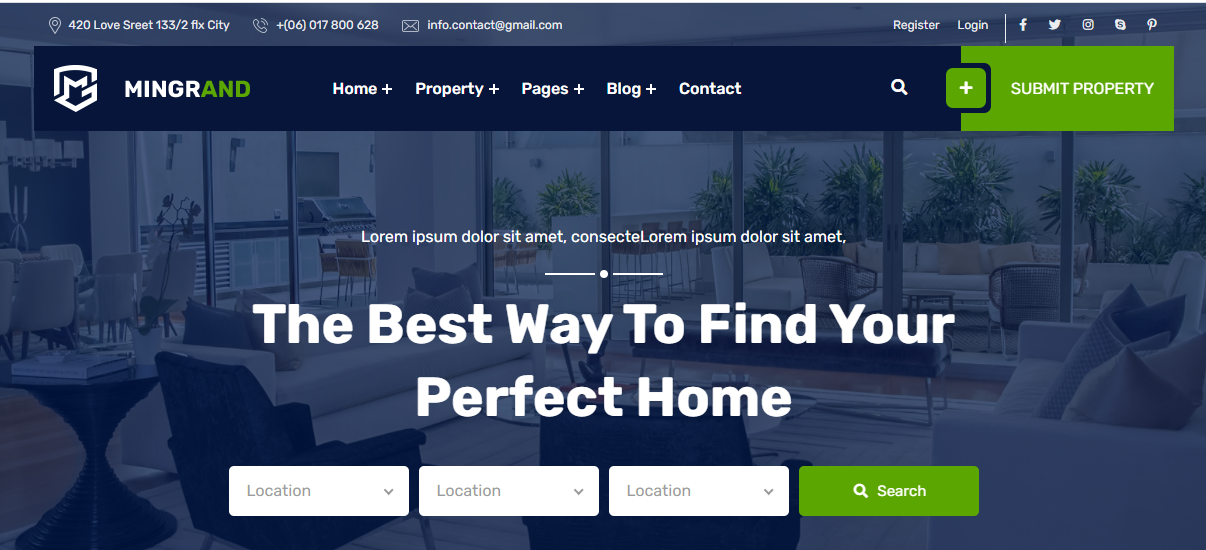 420 Love Sreet 133/2 flx City +(06) 017 800 628 info.contact@gmail.com Register Login
MINGRAND Home + Property + Pages + Blog + Contact + SUBMIT PROPERTY
Lorem ipsum dolor sit amet, consecteLorem ipsum dolor sit amet,
The Best Way To Find Your
Perfect Home
Location Location Location Search